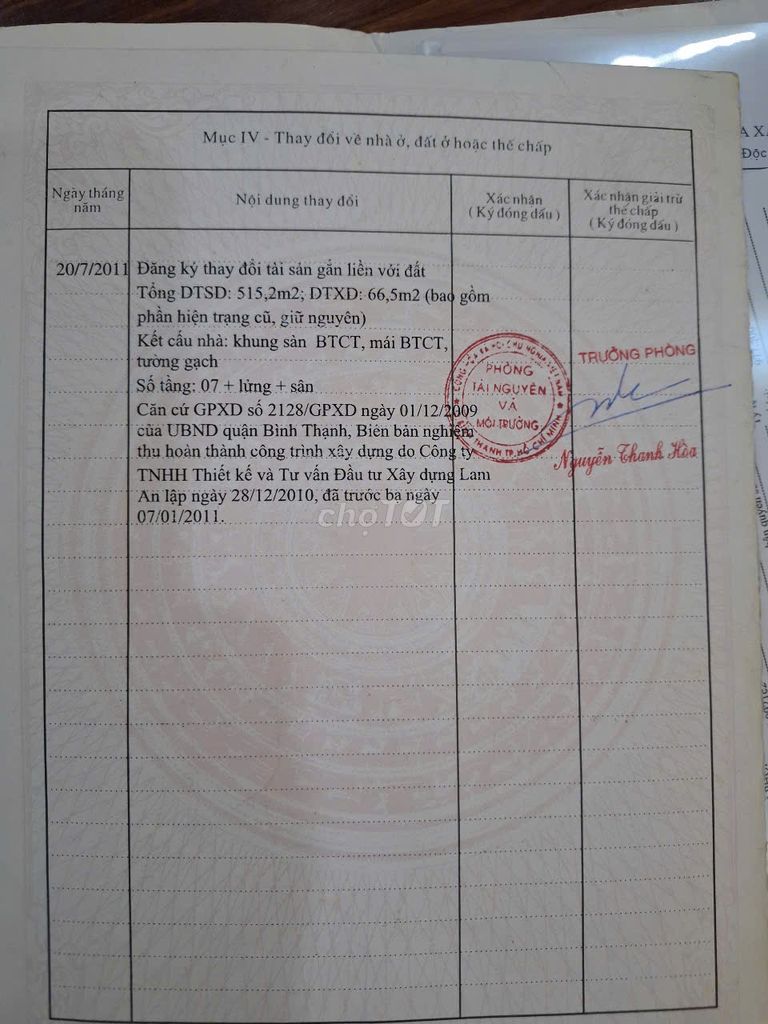 Mục IV - Thay đổi về nhà ở, đất ở hoặc thế chấp
Ngày tháng năm
Nội dung thay đổi
Xác nhận
( Ký đóng dấu )
Xác nhận giải trừ
thế chấp
( Ký đóng dấu )
20/7/2011 Đăng ký thay đổi tài sản gắn liền với đất
Tổng DTSD: 515,2m2; DTXD: 66,5m2 (bao gồm
phần hiện trạng cũ, giữ nguyên)
Kết cấu nhà: khung sàn BTCT, mái BTCT,
tường gạch
Số tầng: 07 + lửng + sân
Căn cứ GPXD số 2128/GPXD ngày 01/12/2009
của UBND quận Bình Thạnh, Biên bản nghiệm
thu hoàn thành công trình xây dựng do Công ty
TNHH Thiết kế và Tư vấn Đầu tư Xây dựng Lam
An lập ngày 28/12/2010, đã trước bạ ngày
07/01/2011.
PHÒNG
TÀI NGUYÊN
VÀ
MÔI TRƯỜNG
TRƯỞNG PHÒNG
Nguyễn Thanh Hòa
chợTỐT
A X
Độc